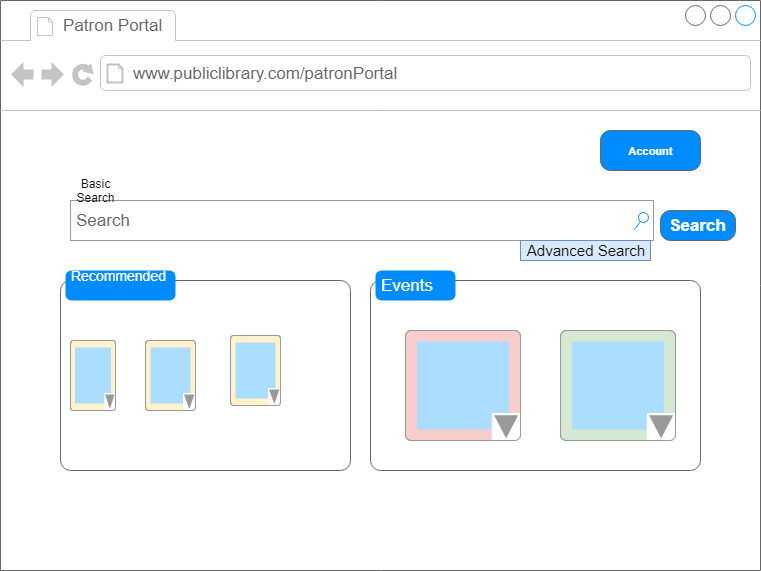 Patron Portal
www.publiclibrary.com/patronPortal
Account
Basic
Search
Search
Search
Advanced Search
Recommended
Events